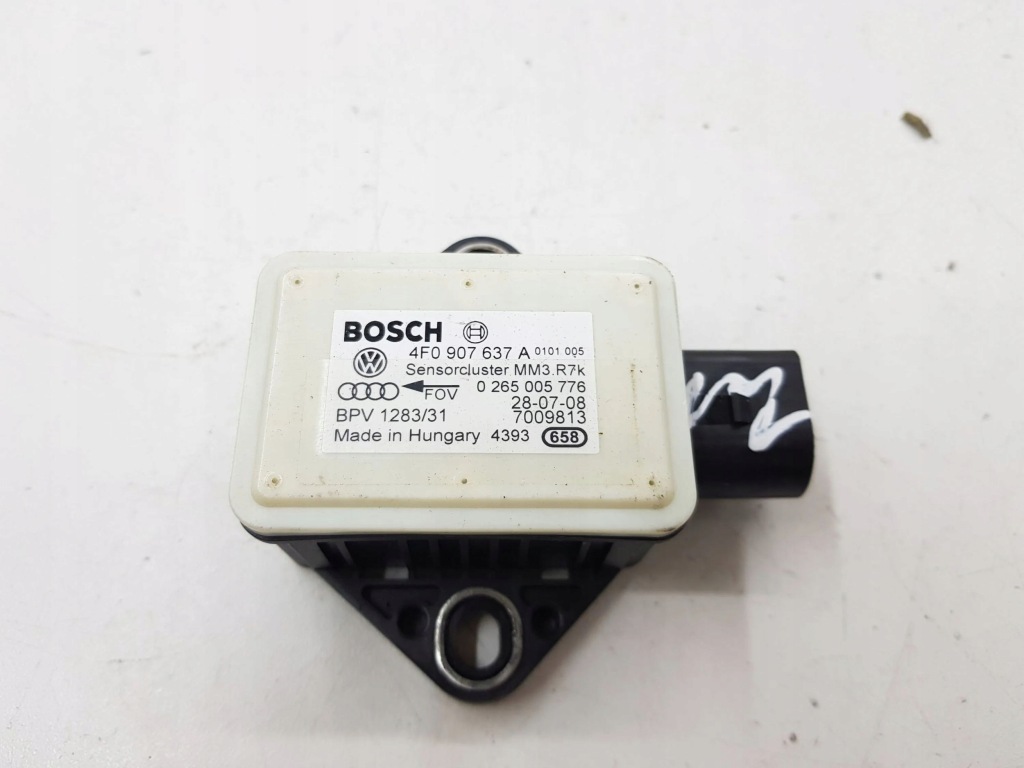 BOSCH
4F0 907 637 A 0101 005
Sensorcluster MM3.R7k
FOV 0 265 005 776
28-07-08
BPV 1283/31 7009813
Made in Hungary 4393 658